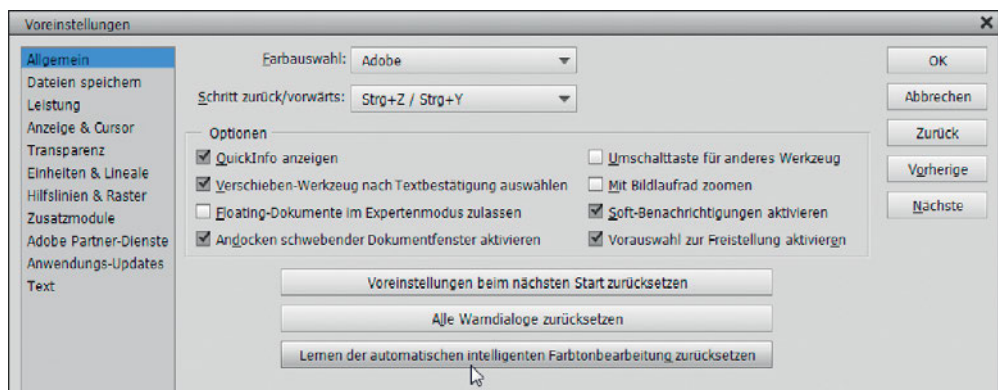 Voreinstellungen
Allgemein
Dateien speichern
Leistung
Anzeige & Cursor
Transparenz
Einheiten & Lineale
Hilfslinien & Raster
Zusatzmodule
Adobe Partner-Dienste
Anwendungs-Updates
Text
Farbauswahl: Adobe
Schritt zurück/vorwärts: Strg+Z / Strg+Y
Optionen
QuickInfo anzeigen
Verschieben-Werkzeug nach Textbestätigung auswählen
Floating-Dokumente im Expertenmodus zulassen
Andocken schwebender Dokumentfenster aktivieren
Umschalttaste für anderes Werkzeug
Mit Bildlaufrad zoomen
Soft-Benachrichtigungen aktivieren
Vorauswahl zur Freistellung aktivieren
Voreinstellungen beim nächsten Start zurücksetzen
Alle Warndialoge zurücksetzen
Lernen der automatischen intelligenten Farbtonbearbeitung zurücksetzen
OK
Abbrechen
Zurück
Vorherige
Nächste